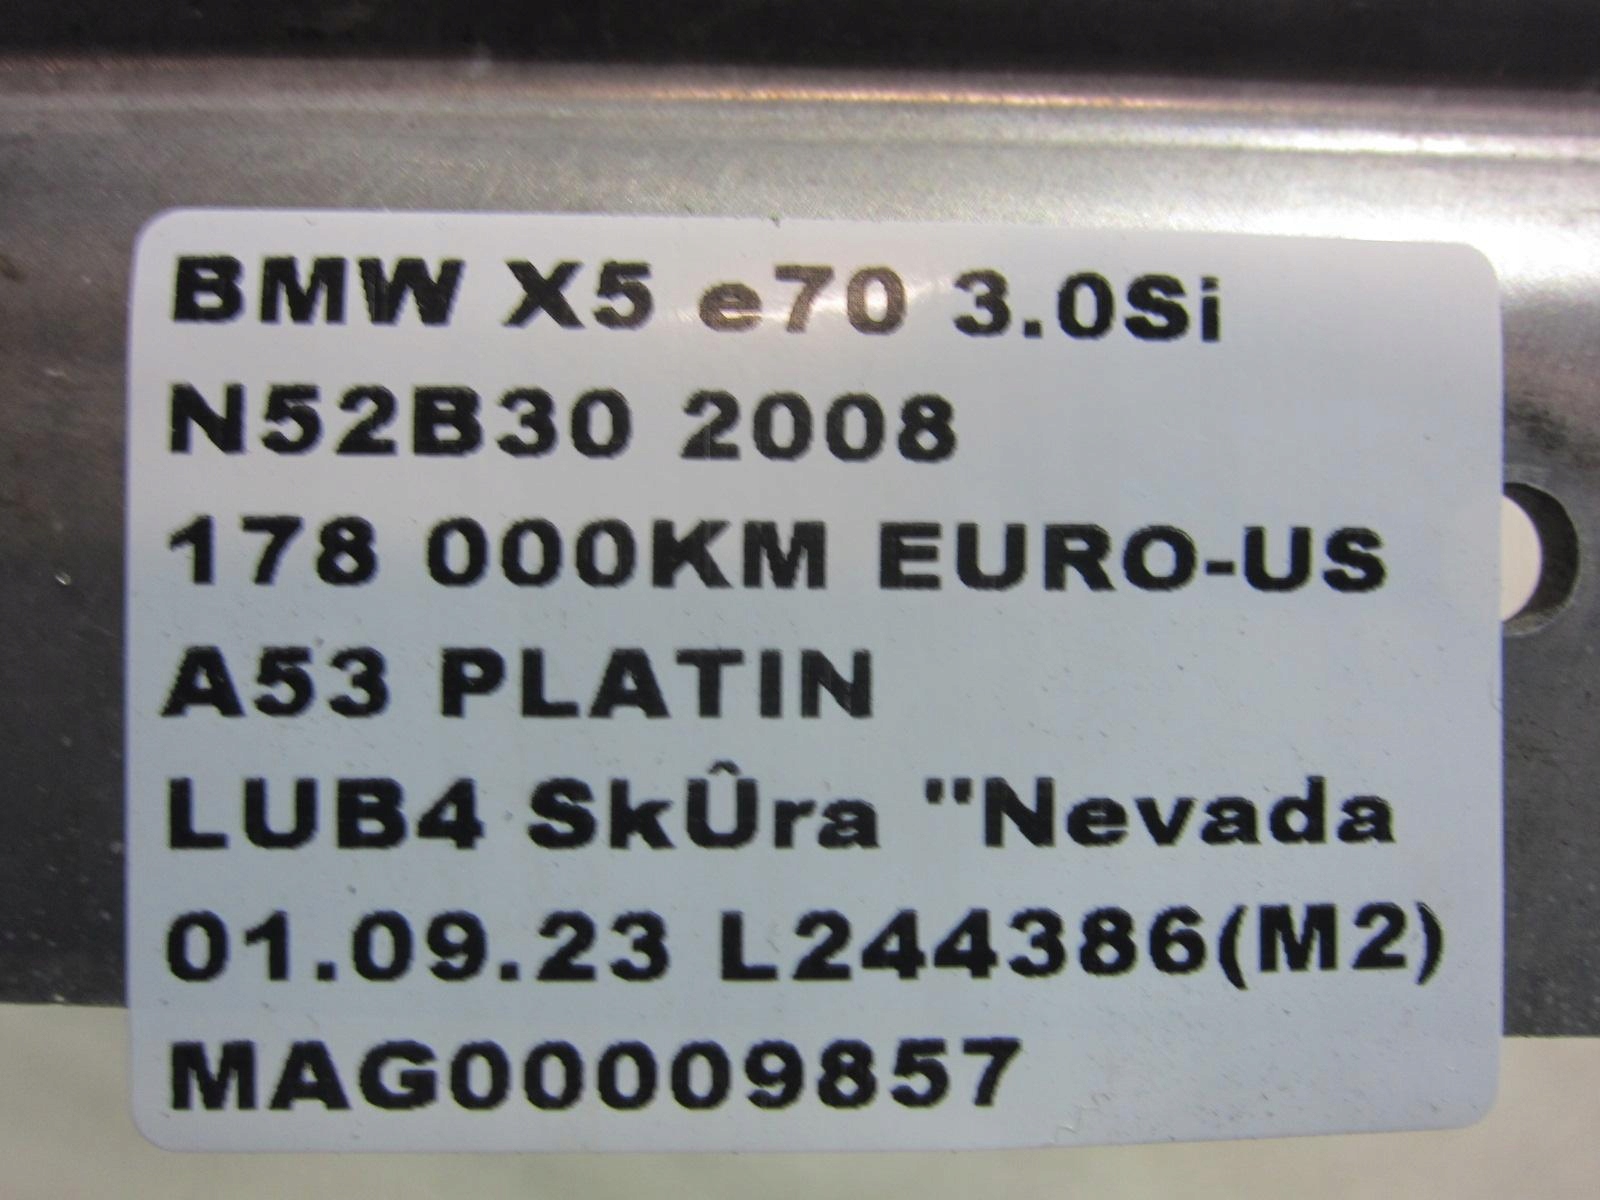 BMW X5 e70 3.0Si
N52B30 2008
178 000KM EURO-US
A53 PLATIN
LUB4 SkÛra "Nevada
01.09.23 L244386(M2)
MAG00009857